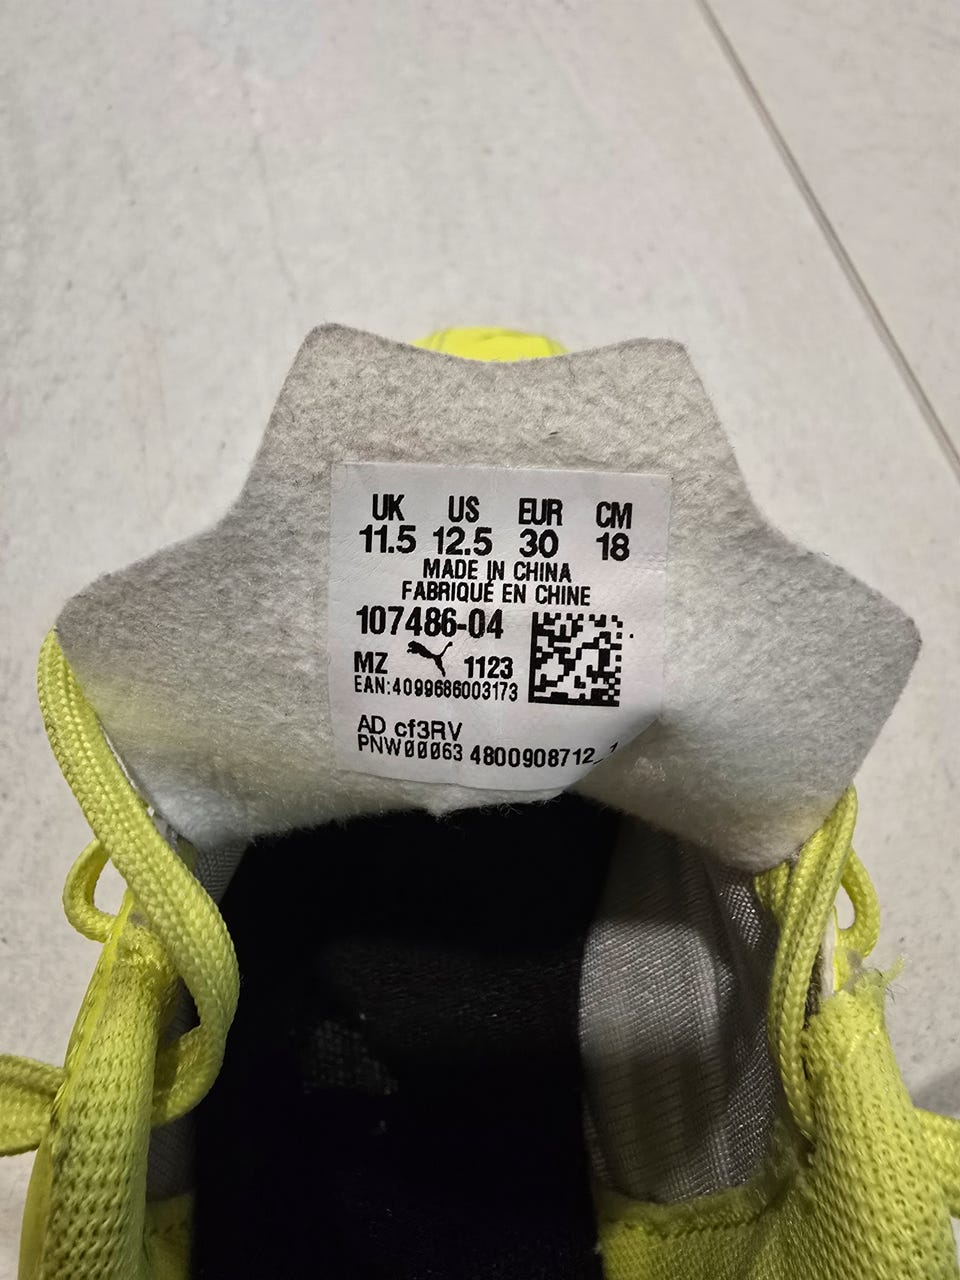 UK US EUR CM
11.5 12.5 30 18
MADE IN CHINA
FABRIQUÉ EN CHINE
107486-04
MZ 1123
EAN:4099686003173
AD cf3RV
PNW00063 4800908712_1